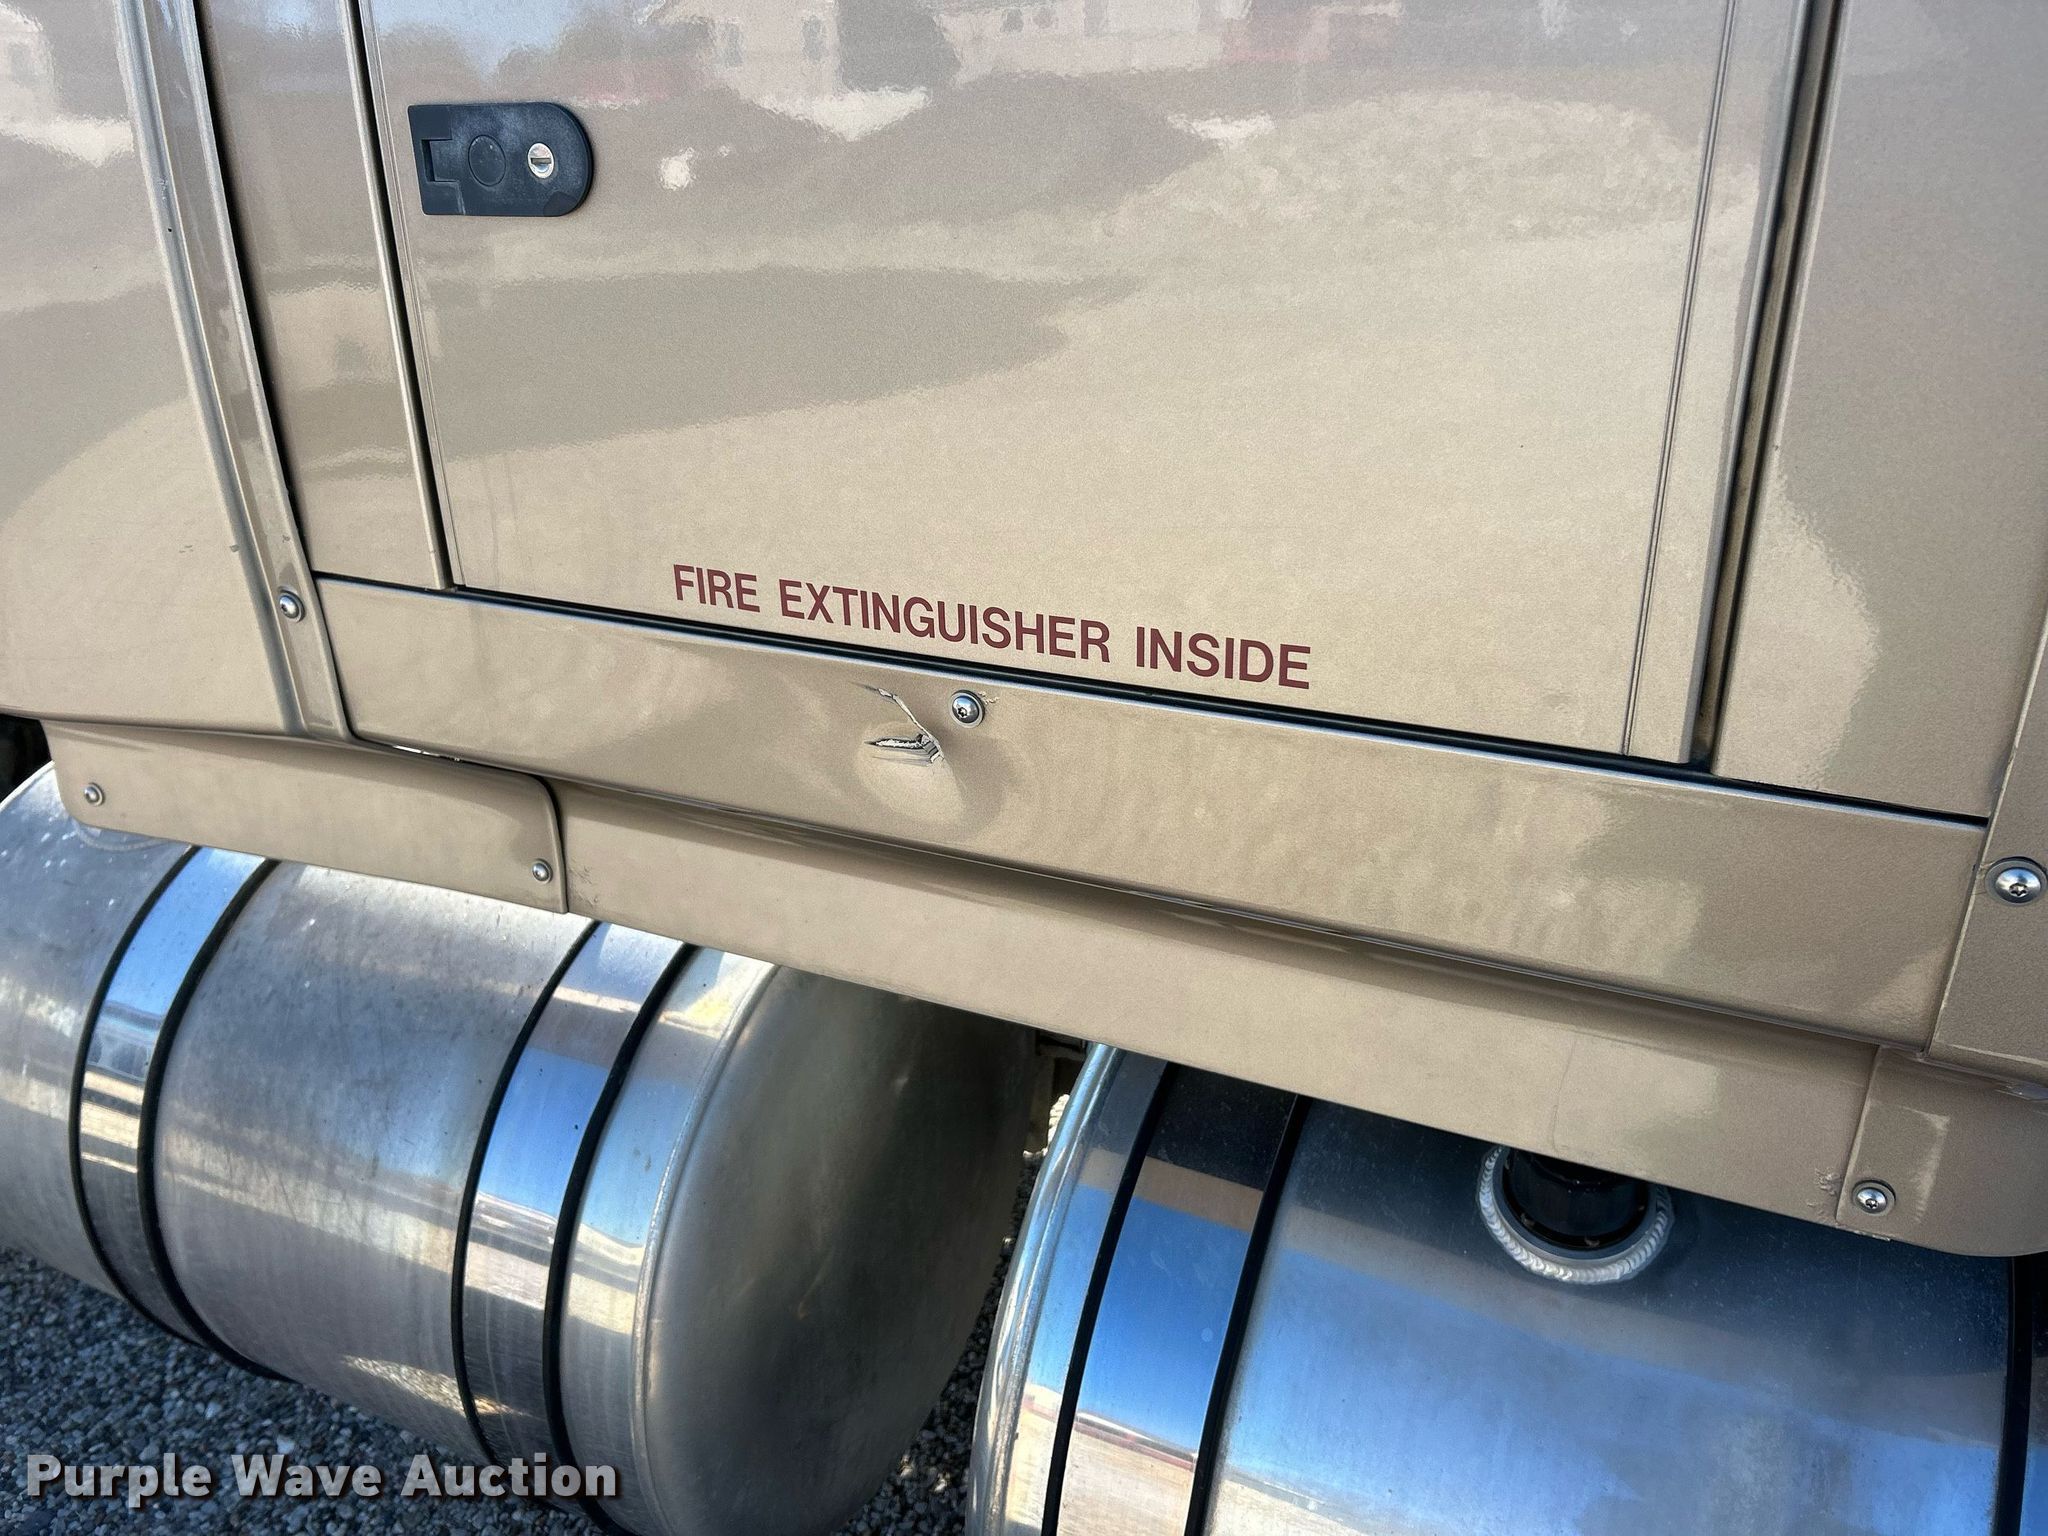 FIRE EXTINGUISHER INSIDE
Purple Wave Auction